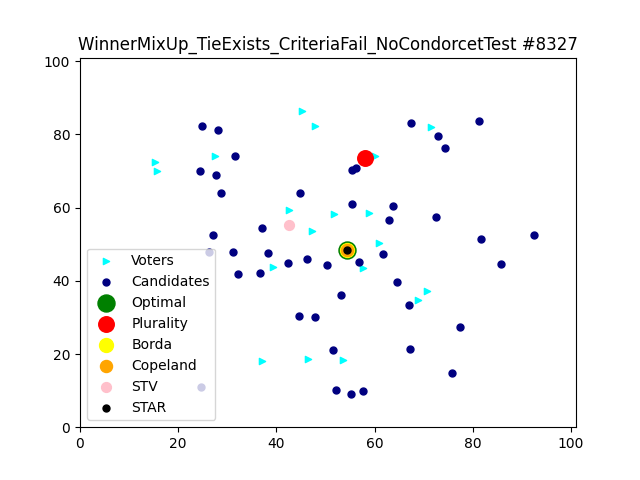 WinnerMixUp_TieExists_CriteriaFail_NoCondorcetTest #8327
100
80
60
40
20
0
Voters
Candidates
Optimal
Plurality
Borda
Copeland
STV
STAR
0 20 40 60 80 100